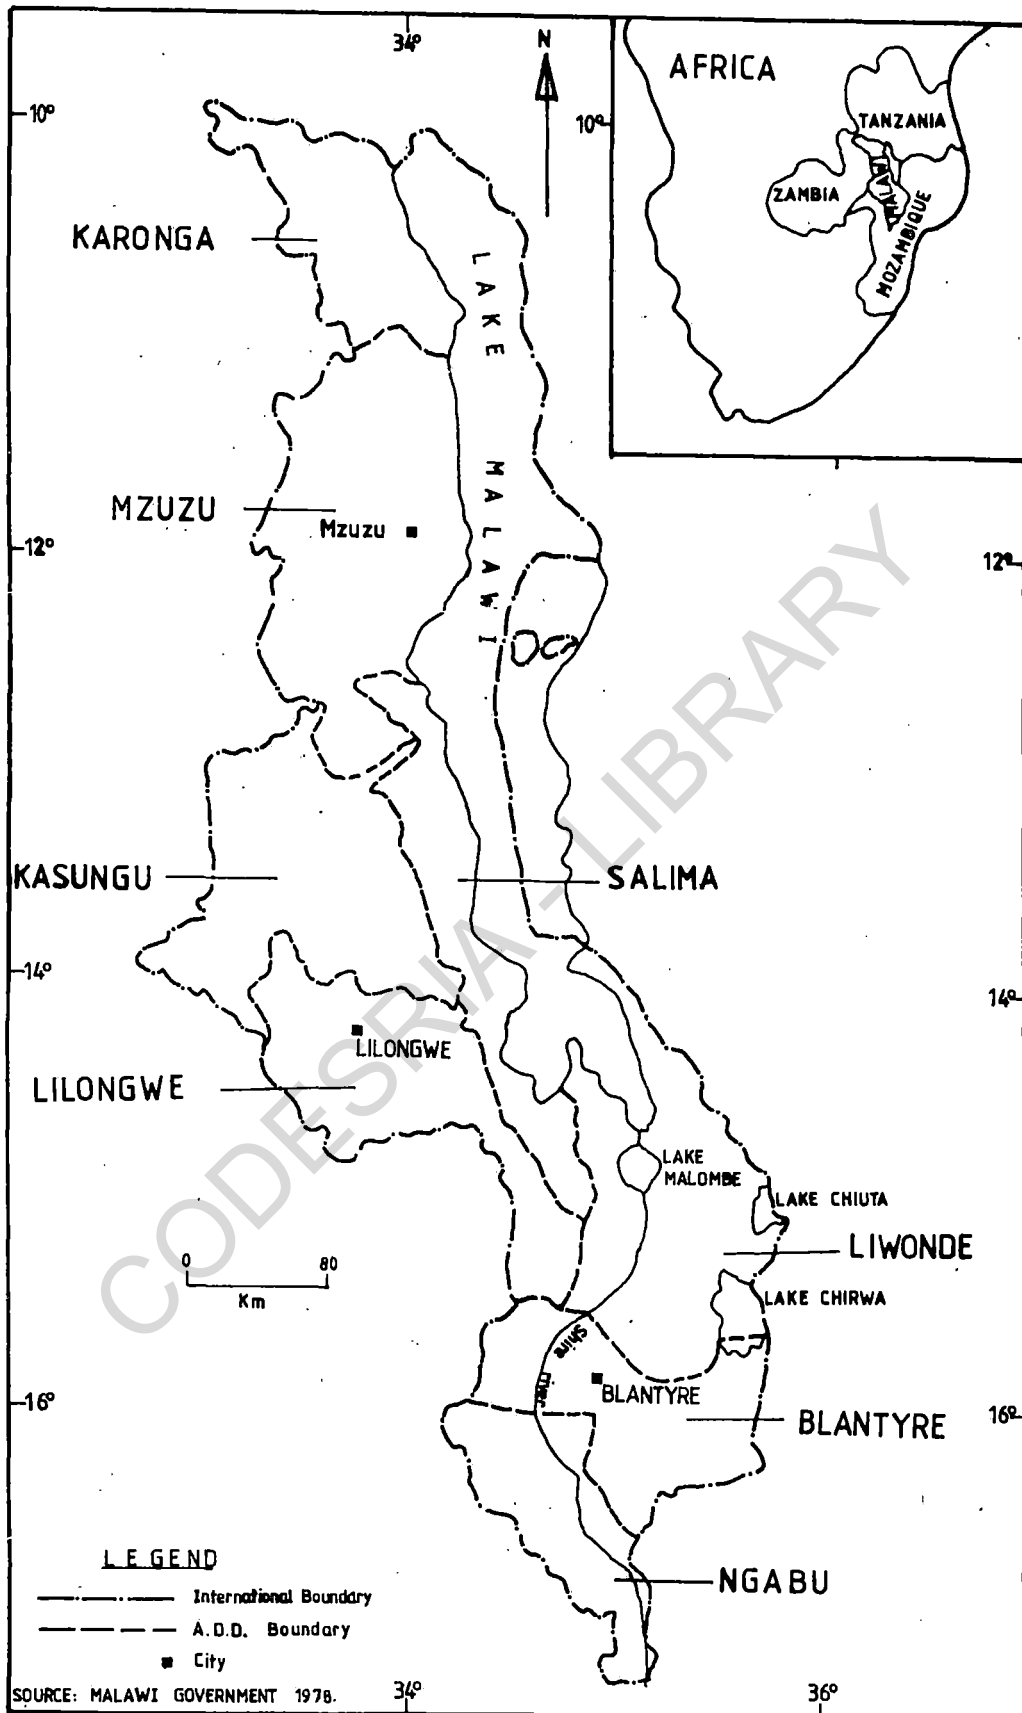 34°
N
10°
KARONGA
LAKE MALAWI
AFRICA
10°
TANZANIA
ZAMBIA
MALAWI
MOZAMBIQUE
MZUZU
Mzuzu
12°
12°
KASUNGU
SALIMA
14°
14°
LILONGWE
LILONGWE
LAKE
MALOMBE
LAKE CHIUTA
LIWONDE
LAKE CHIRWA
0 80
Km
Shire river
BLANTYRE
16°
16°
BLANTYRE
NGABU
LEGEND
International Boundary
A.D.D. Boundary
City
SOURCE: MALAWI GOVERNMENT 1978.
34°
36°
CODESRIA - LIBRARY